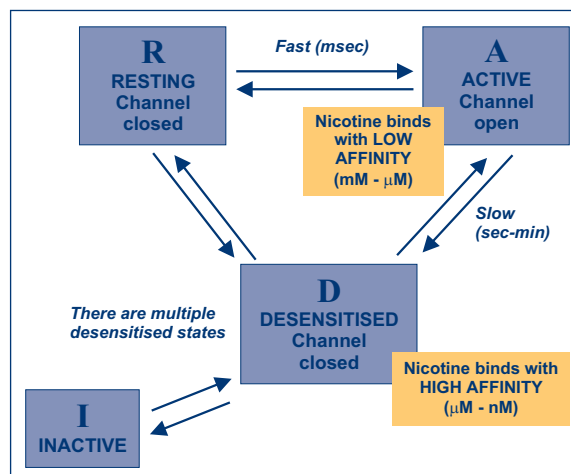 R
RESTING
Channel
closed
Fast (msec)
A
ACTIVE
Channel
open
Nicotine binds
with LOW
AFFINITY
(mM - μM)
Slow
(sec-min)
There are multiple
desensitised states
D
DESENSITISED
Channel
closed
Nicotine binds with
HIGH AFFINITY
(μM - nM)
I
INACTIVE